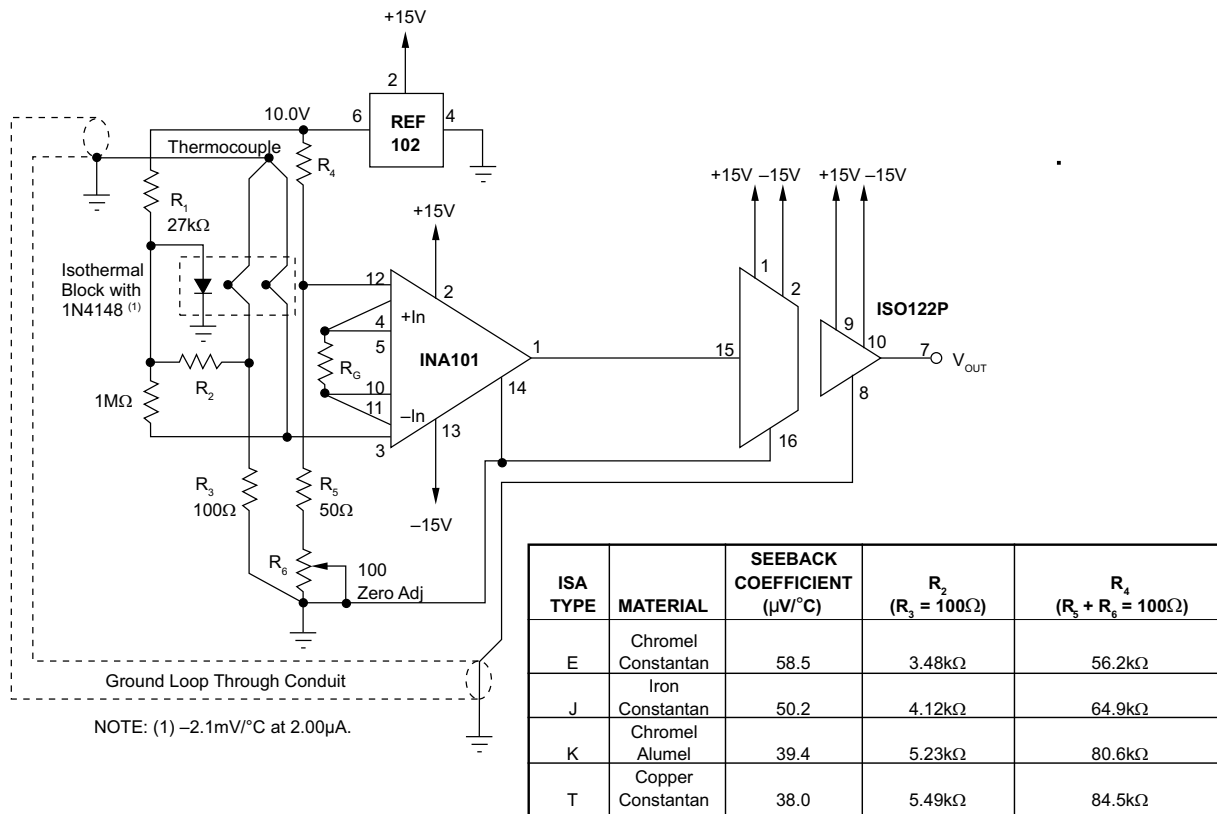 +15V
2
10.0V
6
REF
102
4
Thermocouple
R4
+15V –15V
+15V –15V
R1
27kΩ
+15V
Isothermal
Block with
1N4148 (1)
12
2
1
2
ISO122P
+In
4
5
INA101
1
15
9
10
7
VOUT
RG
R2
10
14
8
1MΩ
11
–In
3
13
16
R3
100Ω
R5
50Ω
–15V
R6
100
Zero Adj
Ground Loop Through Conduit
NOTE: (1) –2.1mV/°C at 2.00µA.
ISA TYPE | MATERIAL | SEEBACK COEFFICIENT (µV/°C) | R2 (R3 = 100Ω) | R4 (R5 + R6 = 100Ω)
E | Chromel Constantan | 58.5 | 3.48kΩ | 56.2kΩ
J | Iron Constantan | 50.2 | 4.12kΩ | 64.9kΩ
K | Chromel Alumel | 39.4 | 5.23kΩ | 80.6kΩ
T | Copper Constantan | 38.0 | 5.49kΩ | 84.5kΩ